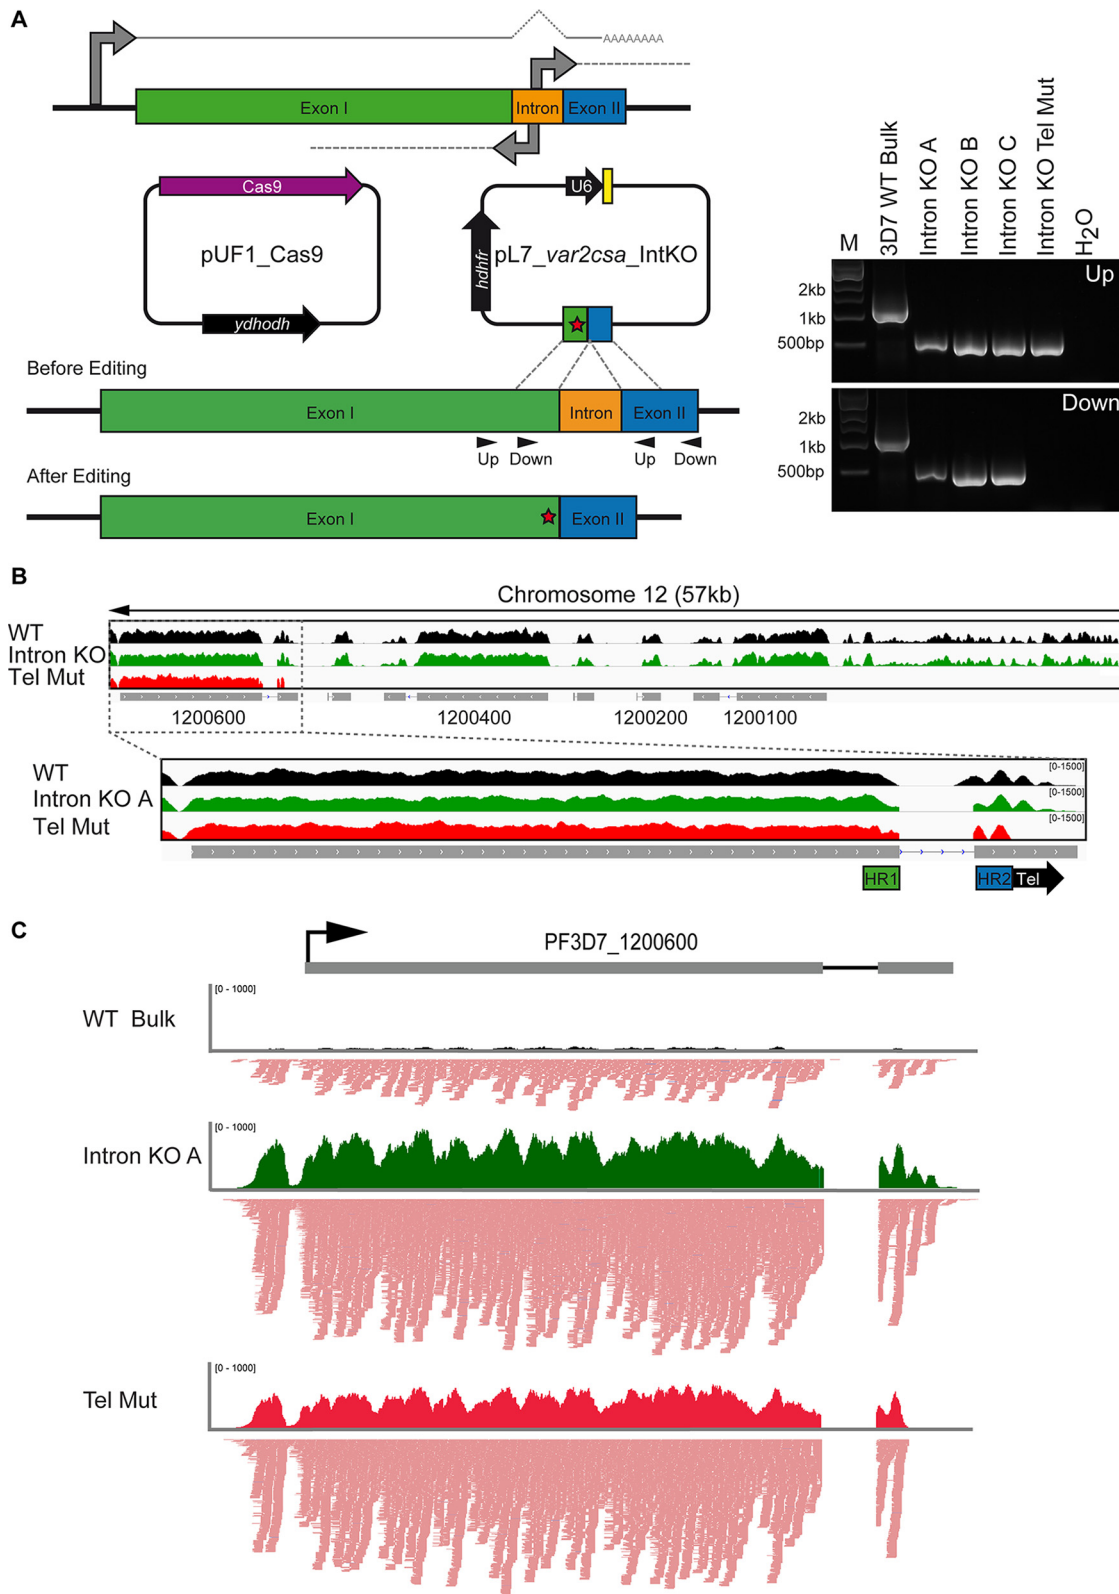 A
AAAAAAAA
Exon I
Intron
Exon II
Cas9
pUF1_Cas9
ydhodh
U6
hdhfr
pL7_var2csa_IntKO
Before Editing
Exon I
Intron
Exon II
Up
Down
Up
Down
After Editing
Exon I
Exon II
M
3D7 WT Bulk
Intron KO A
Intron KO B
Intron KO C
Intron KO Tel Mut
H2O
Up
2kb
1kb
500bp
Down
2kb
1kb
500bp
B
Chromosome 12 (57kb)
WT
Intron KO
Tel Mut
1200600
1200400
1200200
1200100
WT
[0-1500]
Intron KO A
[0-1500]
Tel Mut
[0-1500]
HR1
HR2
Tel
C
PF3D7_1200600
[0 - 1000]
WT Bulk
[0 - 1000]
Intron KO A
[0 - 1000]
Tel Mut